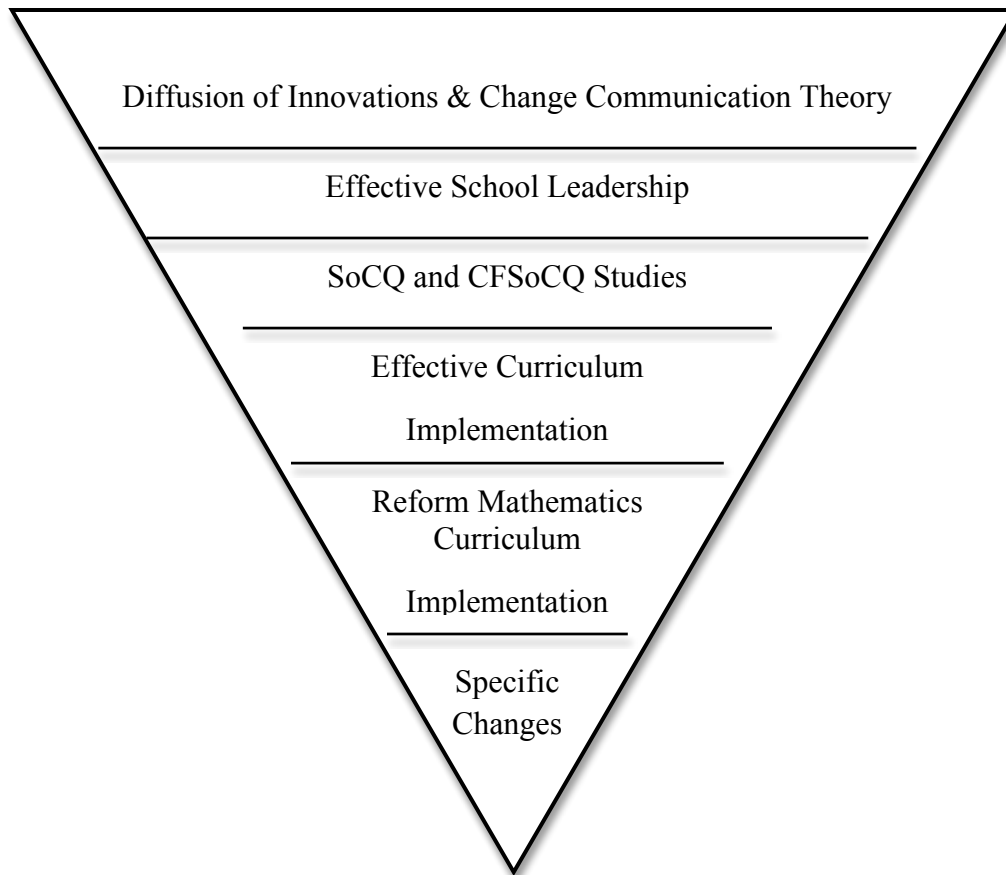 Diffusion of Innovations & Change Communication Theory
Effective School Leadership
SoCQ and CFSoCQ Studies
Effective Curriculum
Implementation
Reform Mathematics
Curriculum
Implementation
Specific
Changes